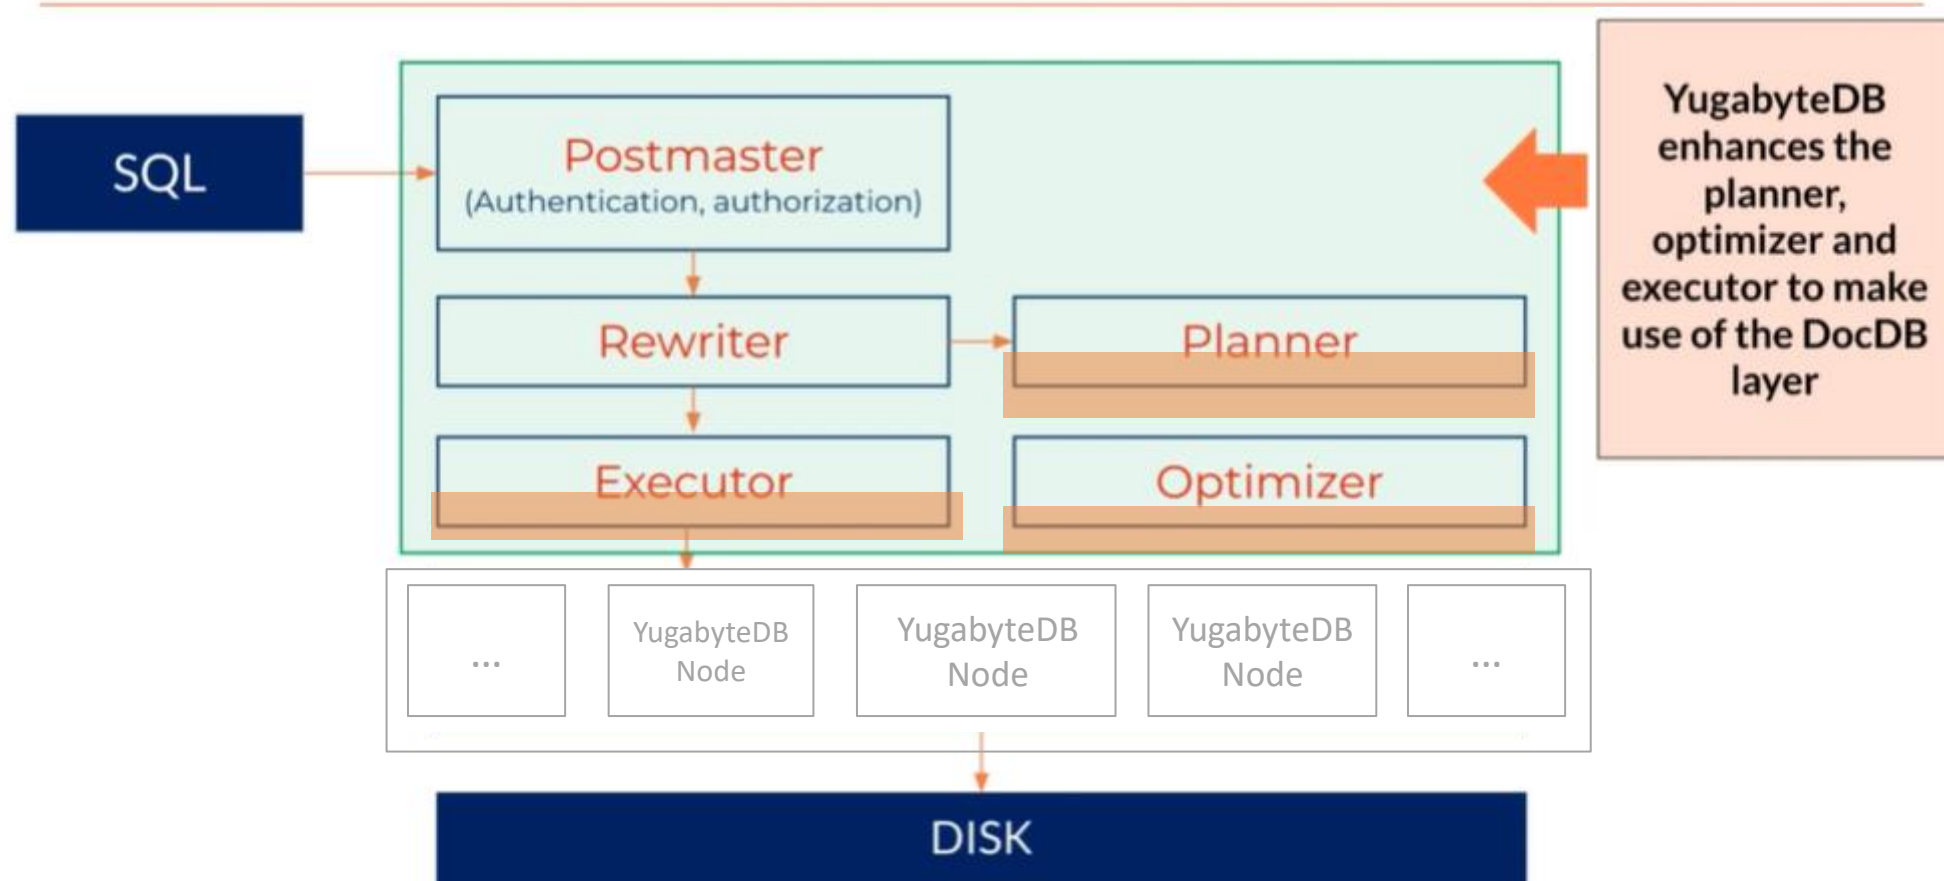 SQL
Postmaster
(Authentication, authorization)
Rewriter
Planner
Executor
Optimizer
YugabyteDB
enhances the
planner,
optimizer and
executor to make
use of the DocDB
layer
...
YugabyteDB
Node
YugabyteDB
Node
YugabyteDB
Node
...
DISK